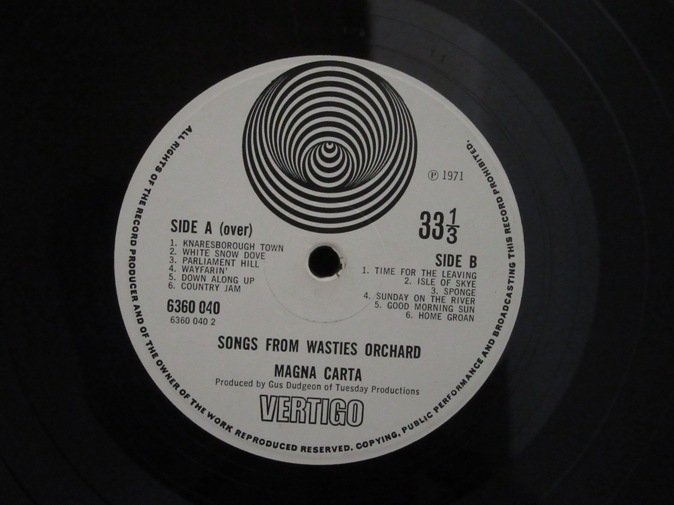 ℗ 1971
33 1/3
SIDE A (over)
1. KNARESBOROUGH TOWN
2. WHITE SNOW DOVE
3. PARLIAMENT HILL
4. WAYFARIN'
5. DOWN ALONG UP
6. COUNTRY JAM
6360 040
6360 040 2
SIDE B
1. TIME FOR THE LEAVING
2. ISLE OF SKYE
3. SPONGE
4. SUNDAY ON THE RIVER
5. GOOD MORNING SUN
6. HOME GROAN
SONGS FROM WASTIES ORCHARD
MAGNA CARTA
Produced by Gus Dudgeon of Tuesday Productions
VERTIGO
ALL RIGHTS OF THE RECORD PRODUCER AND OF THE OWNER OF THE WORK REPRODUCED RESERVED. COPYING, PUBLIC PERFORMANCE AND BROADCASTING THIS RECORD PROHIBITED.